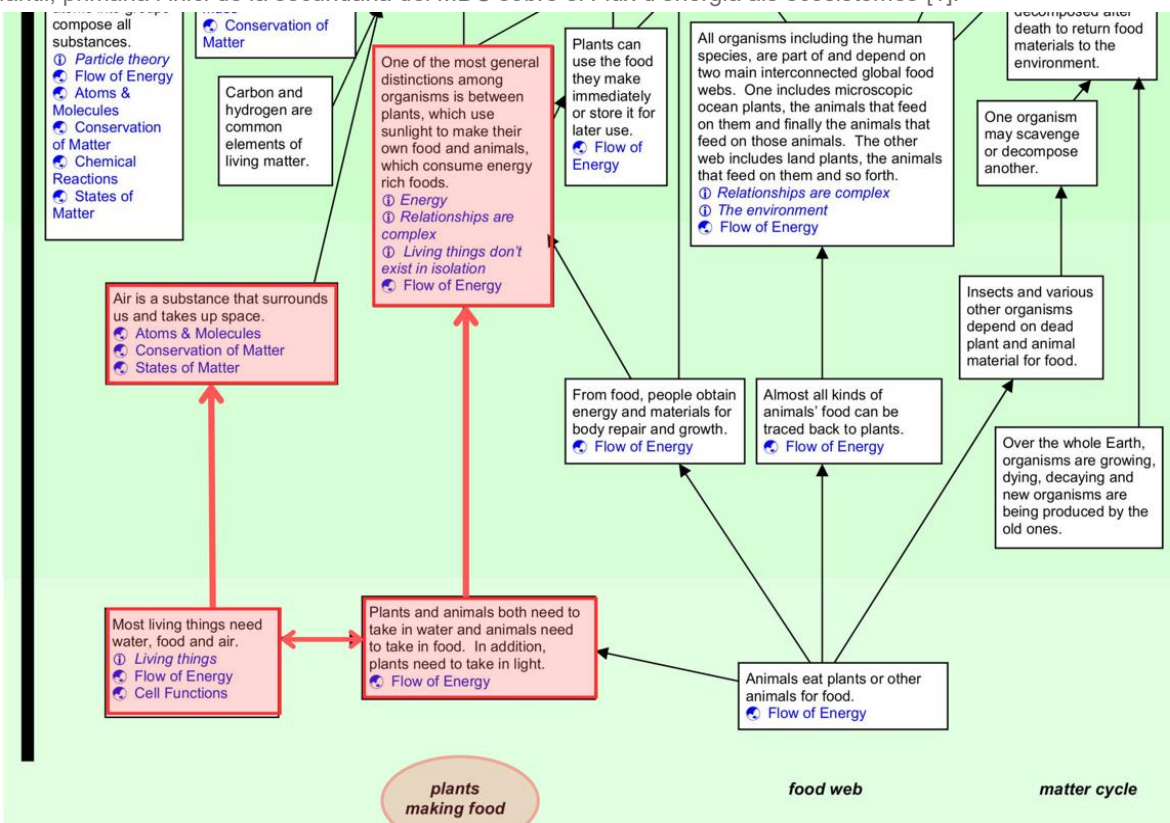 de la del sobre el Flux d'energia als ecosistemes [1].
compose all
substances.
Particle theory
Flow of Energy
Atoms &
Molecules
Conservation
of Matter
Chemical
Reactions
States of
Matter
Conservation of
Matter
Carbon and
hydrogen are
common
elements of
living matter.
One of the most general
distinctions among
organisms is between
plants, which use
sunlight to make their
own food and animals,
which consume energy
rich foods.
Energy
Relationships are
complex
Living things don't
exist in isolation
Flow of Energy
Plants can
use the food
they make
immediately
or store it for
later use.
Flow of
Energy
All organisms including the human
species, are part of and depend on
two main interconnected global food
webs. One includes microscopic
ocean plants, the animals that feed
on them and finally the animals that
feed on those animals. The other
web includes land plants, the animals
that feed on them and so forth.
Relationships are complex
The environment
Flow of Energy
decomposed after
death to return food
materials to the
environment.
One organism
may scavenge
or decompose
another.
Air is a substance that surrounds
us and takes up space.
Atoms & Molecules
Conservation of Matter
States of Matter
Insects and various
other organisms
depend on dead
plant and animal
material for food.
From food, people obtain
energy and materials for
body repair and growth.
Flow of Energy
Almost all kinds of
animals' food can be
traced back to plants.
Flow of Energy
Over the whole Earth,
organisms are growing,
dying, decaying and
new organisms are
being produced by the
old ones.
Most living things need
water, food and air.
Living things
Flow of Energy
Cell Functions
Plants and animals both need to
take in water and animals need
to take in food. In addition,
plants need to take in light.
Flow of Energy
Animals eat plants or other
animals for food.
Flow of Energy
plants
making food
food web
matter cycle